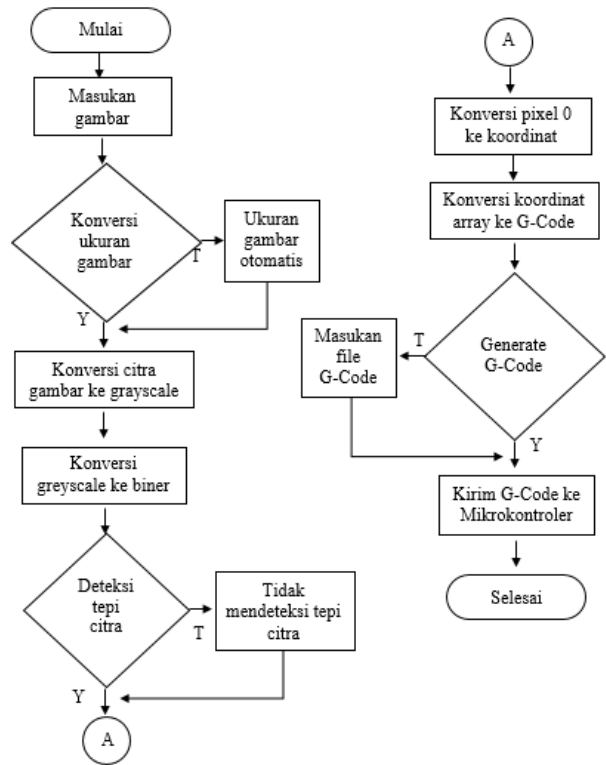 Mulai
Masukan
gambar
Konversi
ukuran
gambar
T
Ukuran
gambar
otomatis
Y
Konversi citra
gambar ke grayscale
Konversi
greyscale ke biner
Deteksi
tepi
citra
T
Tidak
mendeteksi tepi
citra
Y
A
A
Konversi pixel 0
ke koordinat
Konversi koordinat
array ke G-Code
Generate
G-Code
T
Masukan
file
G-Code
Y
Kirim G-Code ke
Mikrokontroler
Selesai